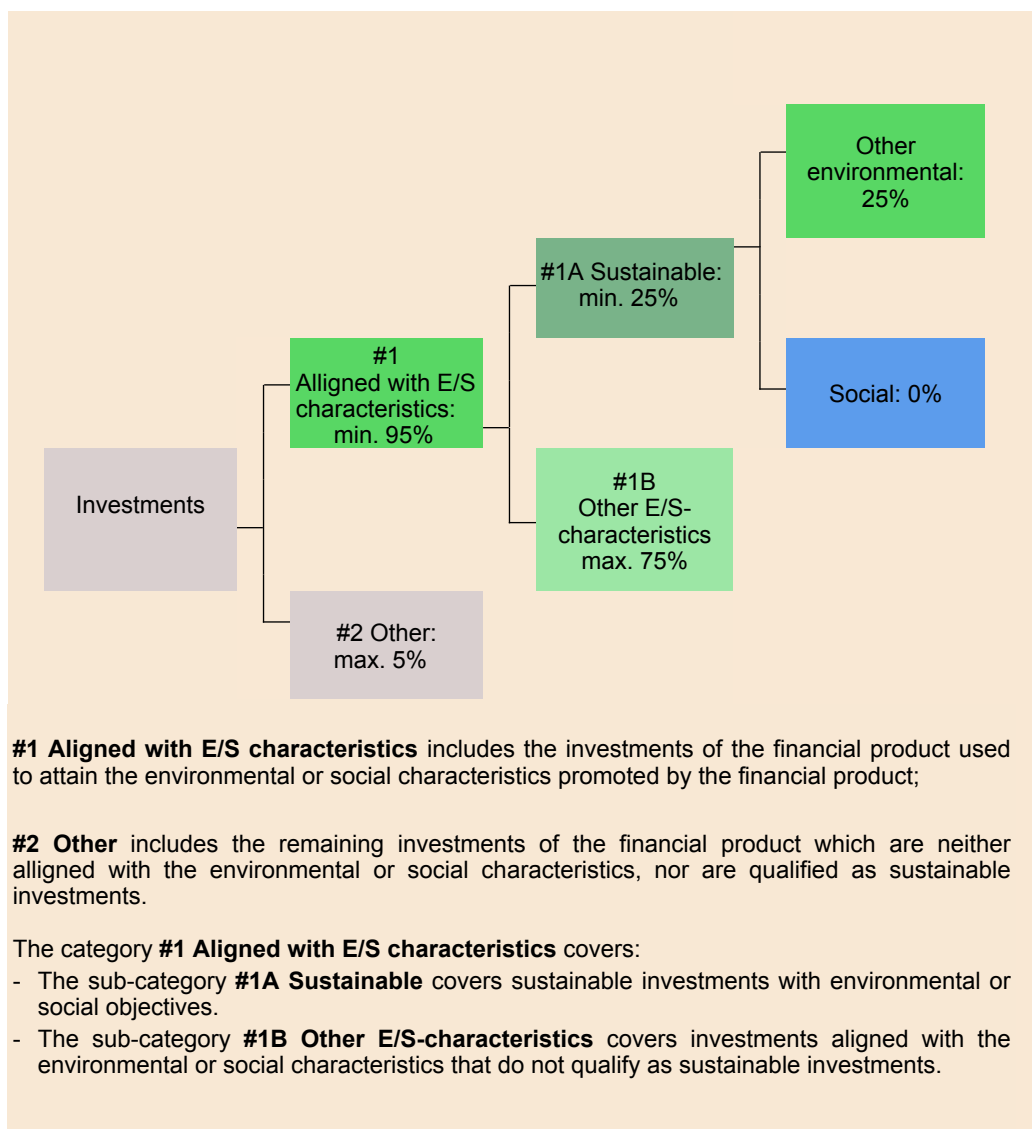 Other
environmental:
25%
#1A Sustainable:
min. 25%
#1
Alligned with E/S
characteristics:
min. 95%
Social: 0%
Investments
#1B
Other E/S-
characteristics
max. 75%
#2 Other:
max. 5%
#1 Aligned with E/S characteristics includes the investments of the financial product used
to attain the environmental or social characteristics promoted by the financial product;
#2 Other includes the remaining investments of the financial product which are neither
alligned with the environmental or social characteristics, nor are qualified as sustainable
investments.
The category #1 Aligned with E/S characteristics covers:
- The sub-category #1A Sustainable covers sustainable investments with environmental or
social objectives.
- The sub-category #1B Other E/S-characteristics covers investments aligned with the
environmental or social characteristics that do not qualify as sustainable investments.